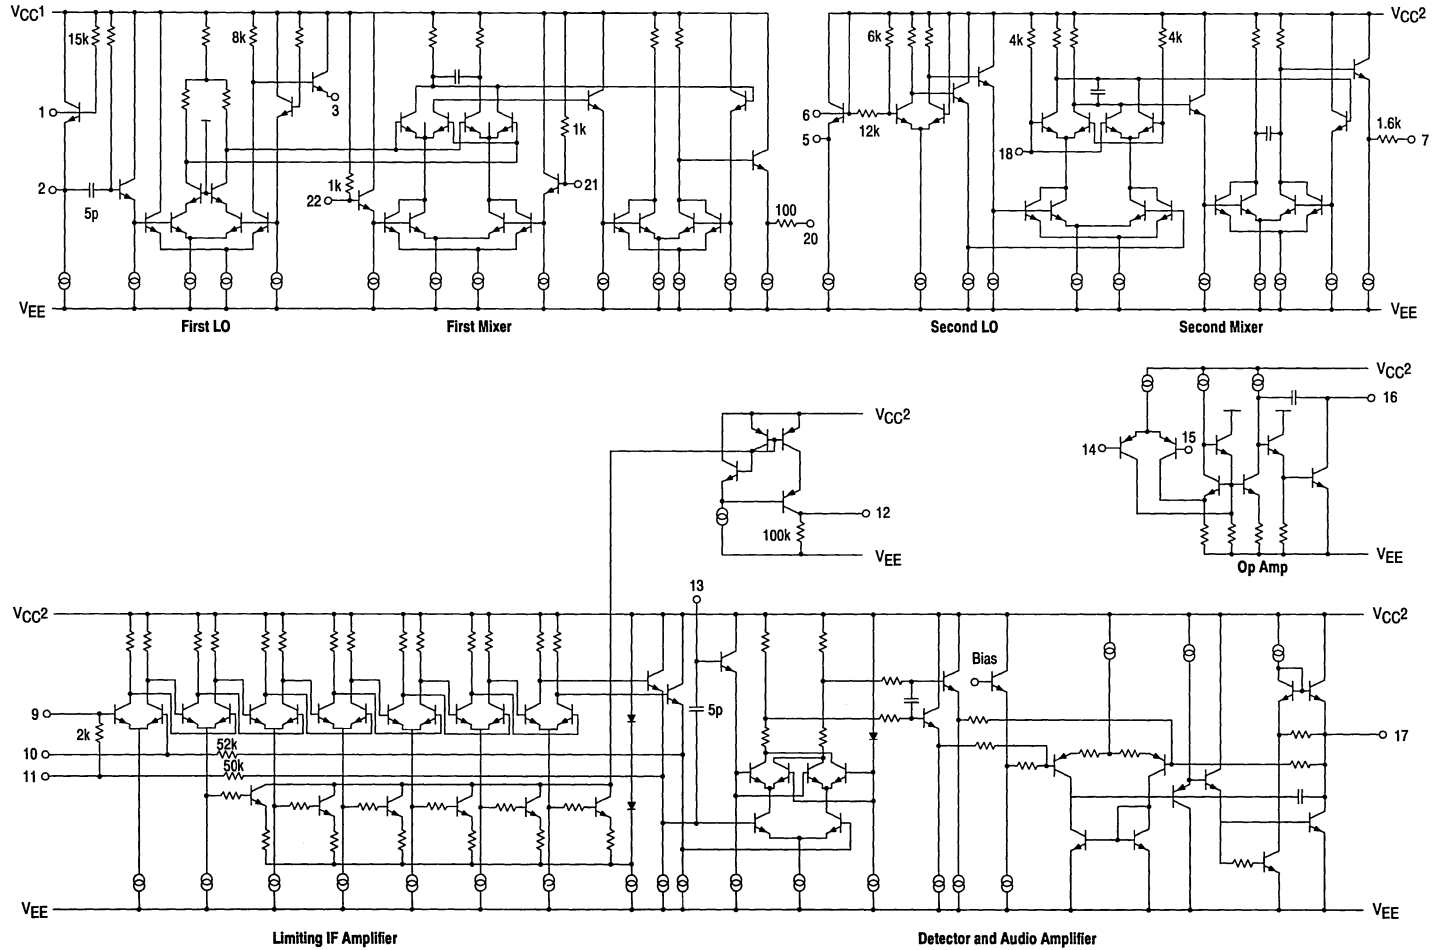 VCC1
15k
8k
1
3
2
5p
1k
22
1k
21
100
20
VEE
First LO
First Mixer
VCC2
6k
4k
4k
6
12k
5
18
1.6k
7
VEE
Second LO
Second Mixer
VCC2
12
100k
VEE
VCC2
16
14
15
VEE
Op Amp
13
VCC2
VCC2
Bias
9
2k
5p
10
52k
17
11
50k
VEE
VEE
Limiting IF Amplifier
Detector and Audio Amplifier